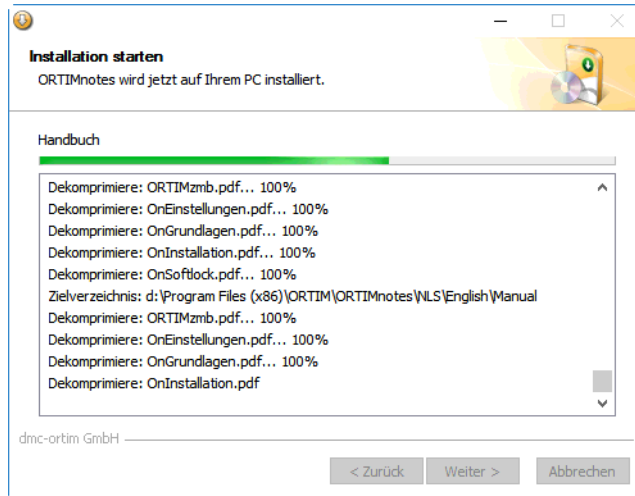 Installation starten
ORTIMnotes wird jetzt auf Ihrem PC installiert.
Handbuch
Dekomprimiere: ORTIMzmb.pdf... 100%
Dekomprimiere: OnEinstellungen.pdf... 100%
Dekomprimiere: OnGrundlagen.pdf... 100%
Dekomprimiere: OnInstallation.pdf... 100%
Dekomprimiere: OnSoftlock.pdf... 100%
Zielverzeichnis: d:\Program Files (x86)\ORTIM\ORTIMnotes\NLS\English\Manual
Dekomprimiere: ORTIMzmb.pdf... 100%
Dekomprimiere: OnEinstellungen.pdf... 100%
Dekomprimiere: OnGrundlagen.pdf... 100%
Dekomprimiere: OnInstallation.pdf
dmc-ortim GmbH
< Zurück Weiter > Abbrechen